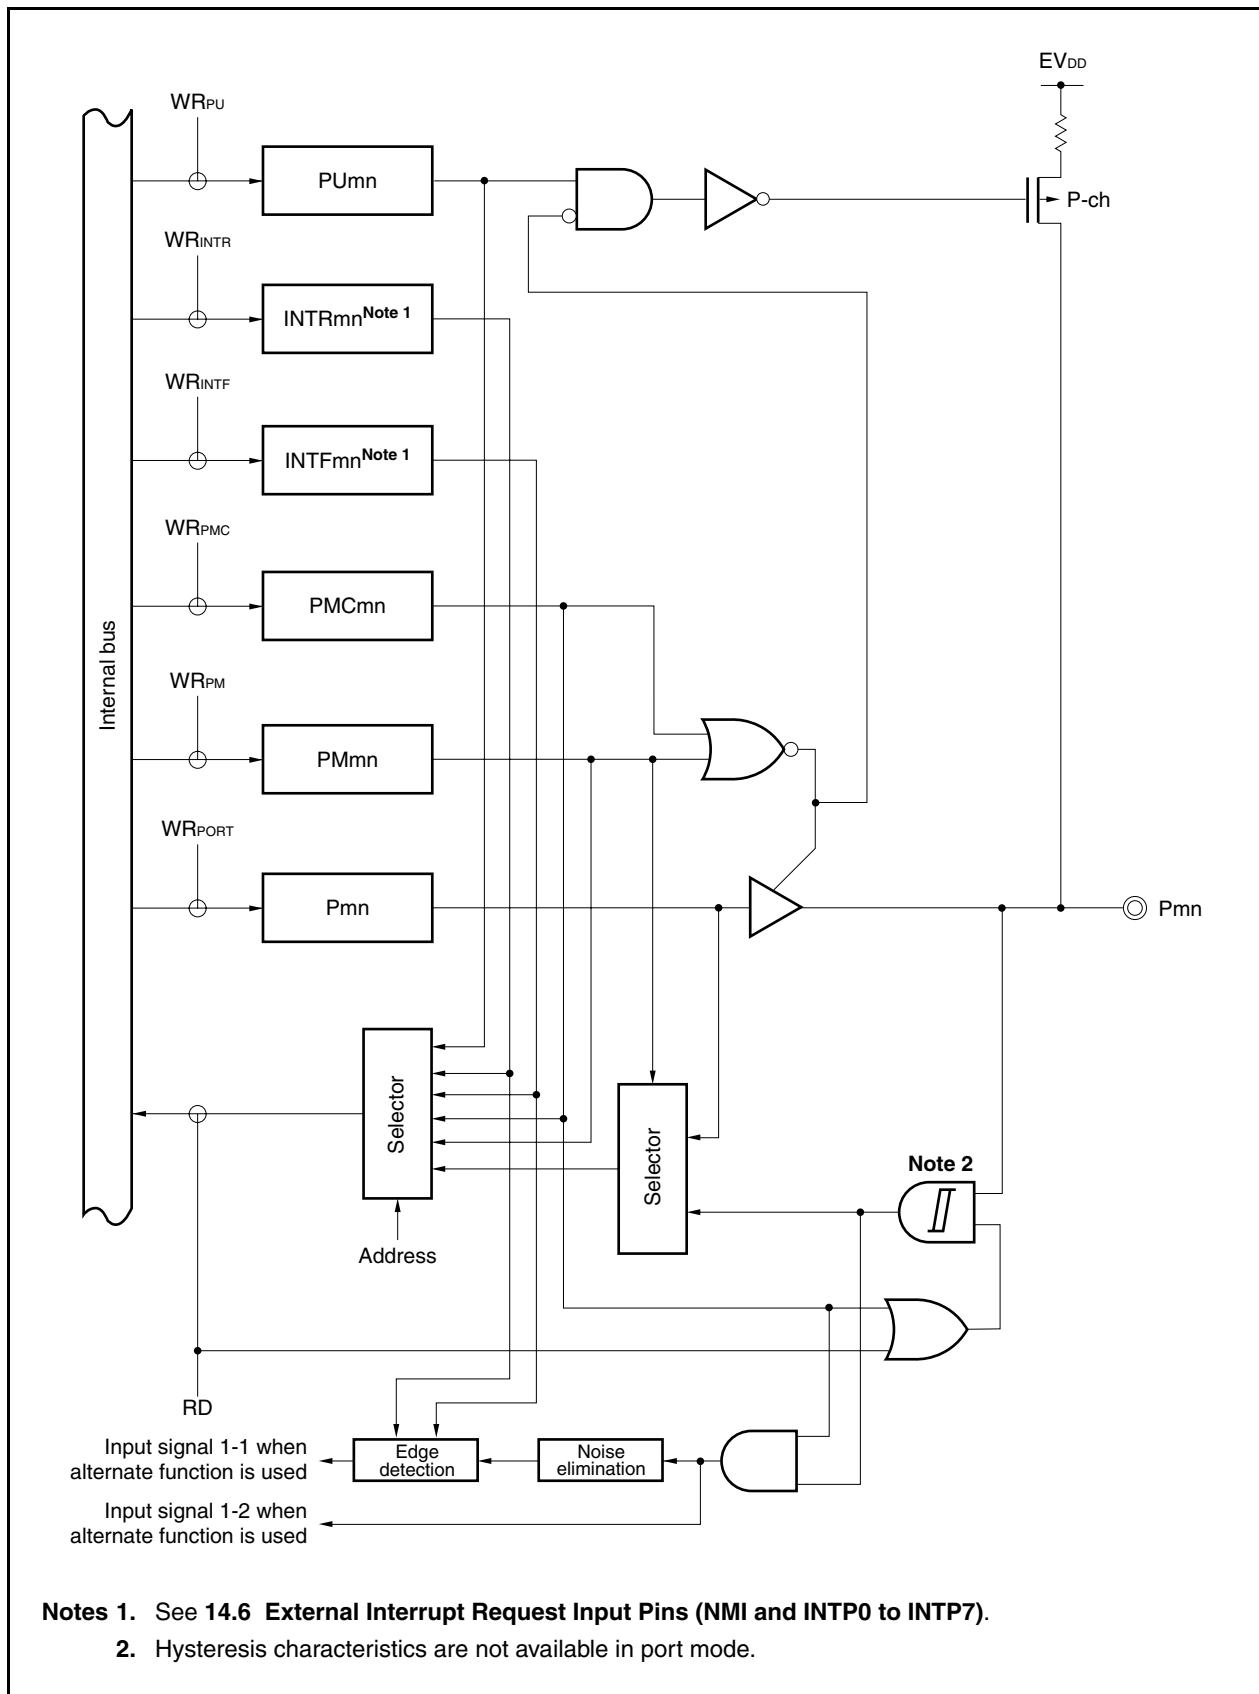 EVDD
WRPU
PUmn
P-ch
WRINTR
INTRmnNote 1
WRINTF
INTFmnNote 1
WRPMC
PMCmn
Internal bus
WRPM
PMmn
WRPORT
Pmn
Pmn
Selector
Selector
Note 2
Address
RD
Input signal 1-1 when
alternate function is used
Edge
detection
Noise
elimination
Input signal 1-2 when
alternate function is used
Notes 1. See 14.6 External Interrupt Request Input Pins (NMI and INTP0 to INTP7).
2. Hysteresis characteristics are not available in port mode.